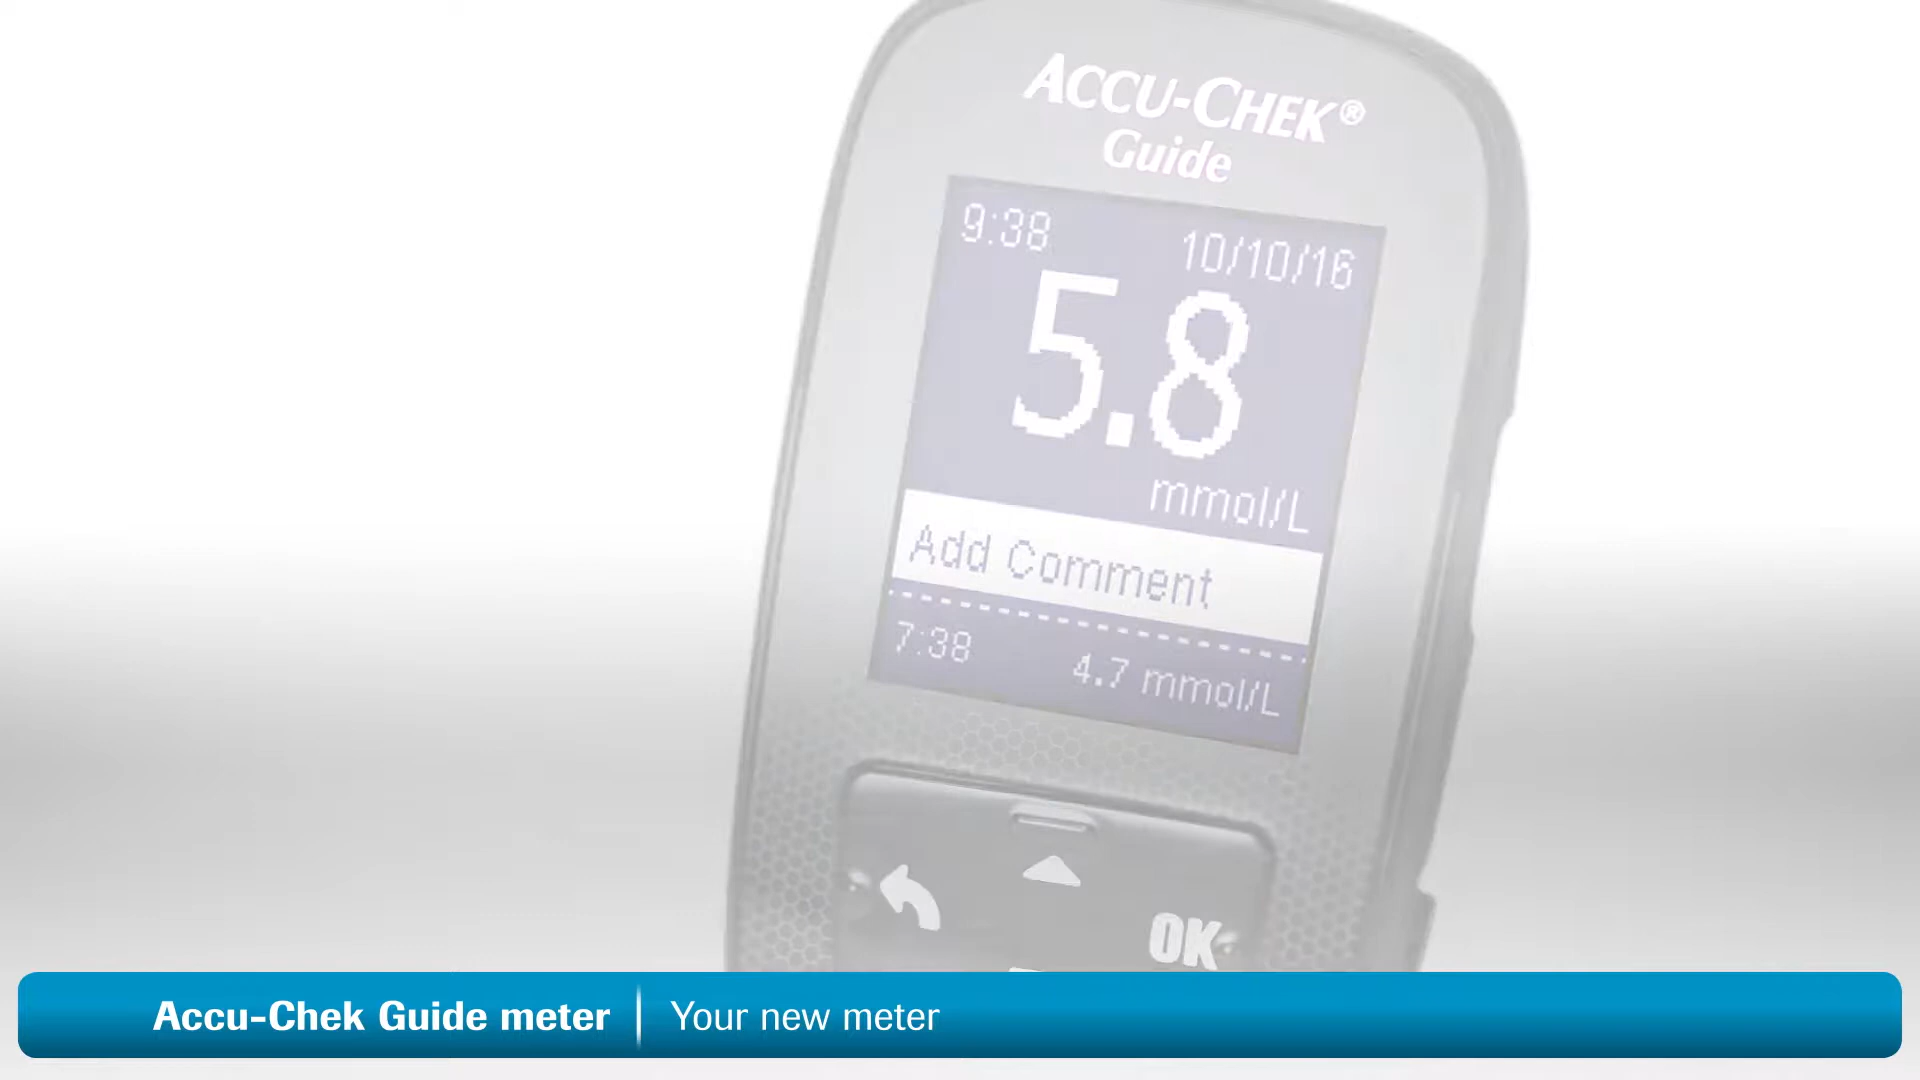 ACCU-CHEK®
Guide
9:38 10/10/16
5.8
mmol/L
Add Comment
7:38 4.7 mmol/L
OK
Accu-Chek Guide meter | Your new meter